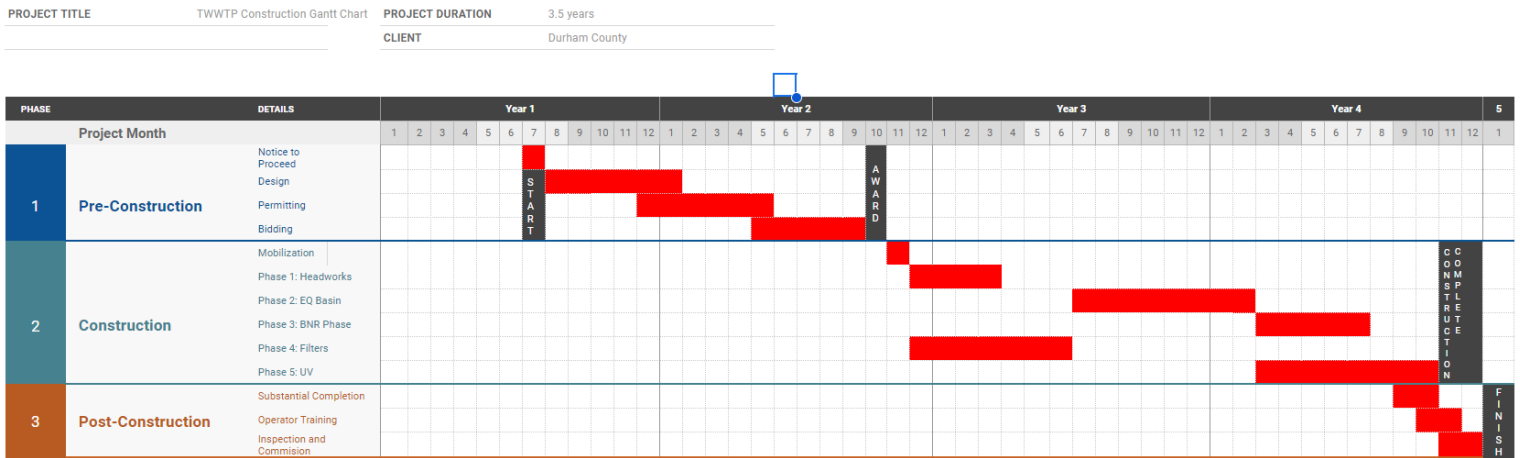 PROJECT TITLE TWWTP Construction Gantt Chart PROJECT DURATION 3.5 years
CLIENT Durham County
PHASE DETAILS Year 1 Year 2 Year 3 Year 4 5
Project Month 1 2 3 4 5 6 7 8 9 10 11 12 1 2 3 4 5 6 7 8 9 10 11 12 1 2 3 4 5 6 7 8 9 10 11 12 1 2 3 4 5 6 7 8 9 10 11 12 1
1 Pre-Construction
Notice to
Proceed
Design
Permitting
Bidding
START
AWARD
2 Construction
Mobilization
Phase 1: Headworks
Phase 2: EQ Basin
Phase 3: BNR Phase
Phase 4: Filters
Phase 5: UV
CONSTRUCTION
COMPLETE
3 Post-Construction
Substantial Completion
Operator Training
Inspection and
Commision
FINISH